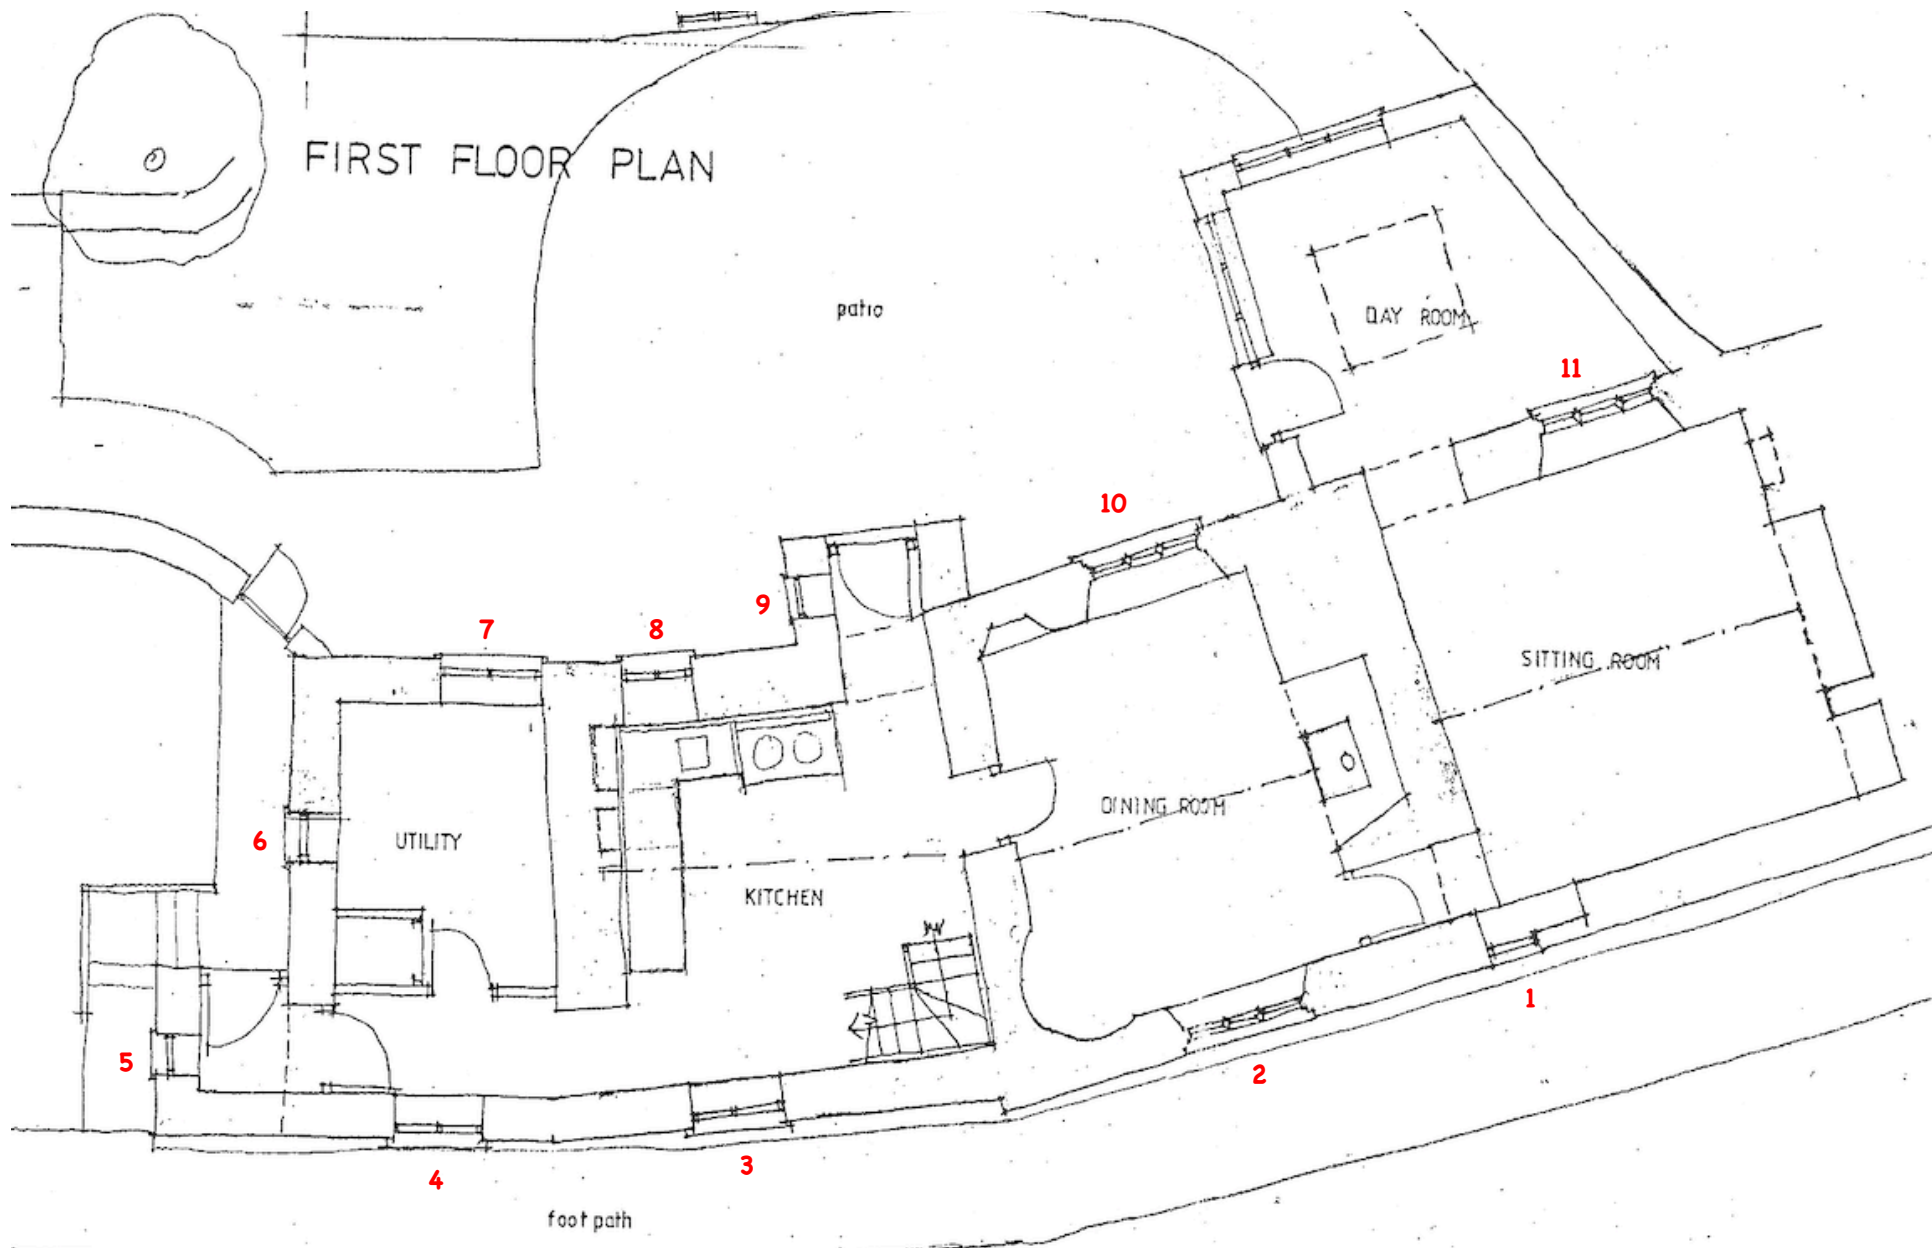 FIRST FLOOR PLAN
patio
DAY ROOM
11
10
9
8
7
SITTING ROOM
DINING ROOM
6
UTILITY
KITCHEN
1
5
2
3
4
foot path